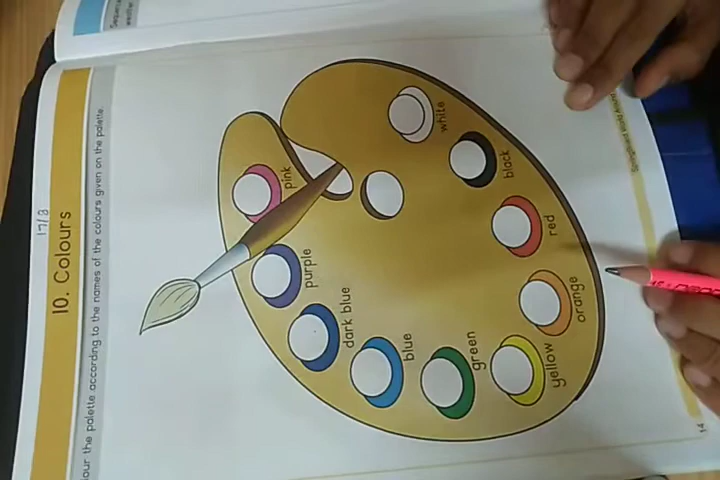 17/8
10. Colours
our the palette according to the names of the colours given on the palette.
white
black
red
orange
yellow
green
blue
dark blue
purple
pink
14